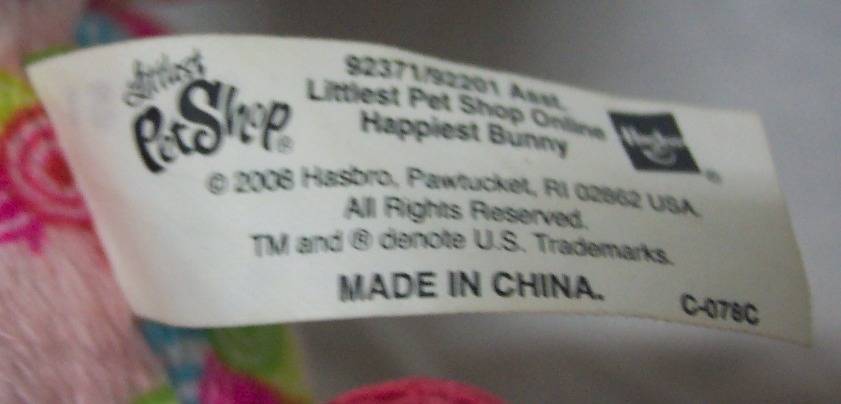 Littlest
PetShop®
92371/92201 Asst.
Littlest Pet Shop Online
Happiest Bunny
Hasbro
®
© 2008 Hasbro, Pawtucket, RI 02862 USA.
All Rights Reserved.
TM and ® denote U.S. Trademarks.
MADE IN CHINA.
C-078C